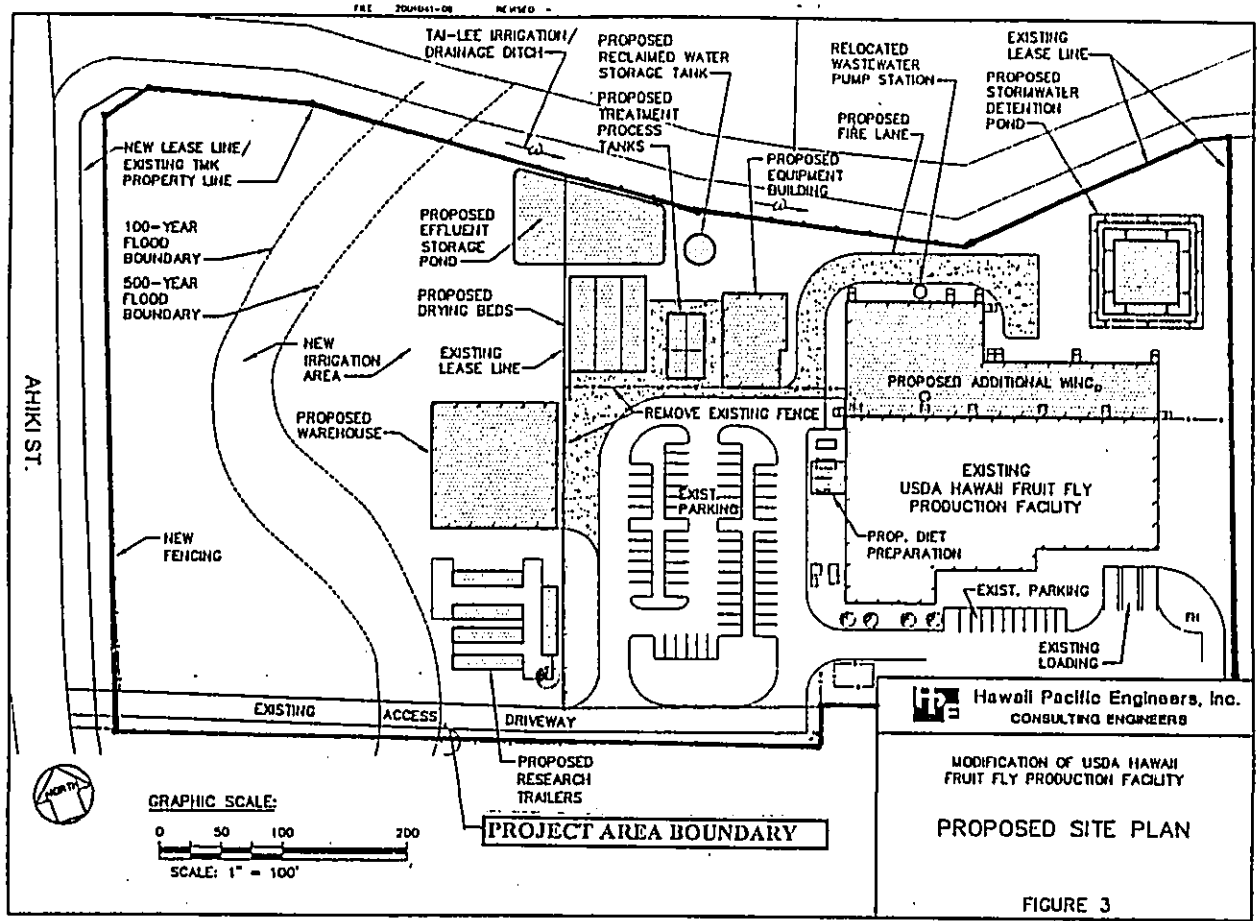 FILE 2001041-08 REVISED -
TAI-LEE IRRIGATION/
DRAINAGE DITCH
PROPOSED
RECLAIMED WATER
STORAGE TANK
PROPOSED
TREATMENT
PROCESS
TANKS
RELOCATED
WASTEWATER
PUMP STATION
PROPOSED
FIRE LANE
EXISTING
LEASE LINE
PROPOSED
STORMWATER
DETENTION
POND
NEW LEASE LINE/
EXISTING TMK
PROPERTY LINE
PROPOSED
EQUIPMENT
BUILDING
100-YEAR
FLOOD
BOUNDARY
500-YEAR
FLOOD
BOUNDARY
PROPOSED
EFFLUENT
STORAGE
POND
PROPOSED
DRYING BEDS
NEW
IRRIGATION
AREA
EXISTING
LEASE LINE
PROPOSED
WAREHOUSE
REMOVE EXISTING FENCE
PROPOSED ADDITIONAL WING
AHIKI ST.
EXIST.
PARKING
EXISTING
USDA HAWAII FRUIT FLY
PRODUCTION FACILITY
NEW
FENCING
PROP. DIET
PREPARATION
EXIST. PARKING
FH
EXISTING
LOADING
EXISTING ACCESS DRIVEWAY
PROPOSED
RESEARCH
TRAILERS
NORTH
GRAPHIC SCALE:
0 50 100 200
SCALE: 1" = 100'
PROJECT AREA BOUNDARY
HPE Hawaii Pacific Engineers, Inc.
CONSULTING ENGINEERS
MODIFICATION OF USDA HAWAII
FRUIT FLY PRODUCTION FACILITY
PROPOSED SITE PLAN
FIGURE 3